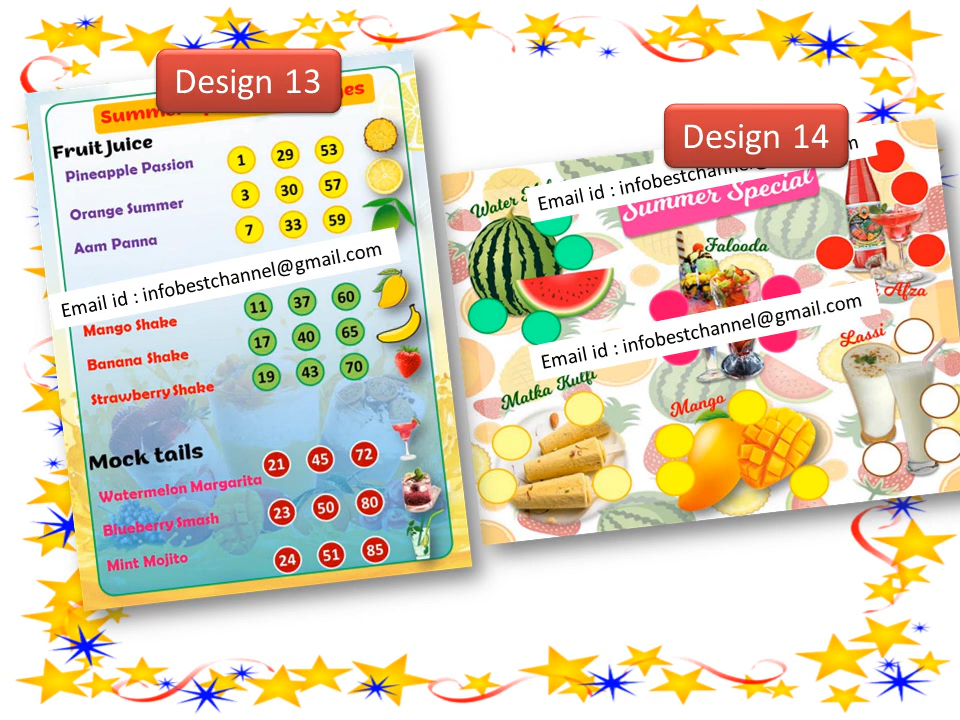 Design 13
Summer
Fruit Juice
Pineapple Passion 1 29 53
Orange Summer 3 30 57
Aam Panna 7 33 59
Email id : infobestchannel@gmail.com
Mango Shake 11 37 60
Banana Shake 17 40 65
Strawberry Shake 19 43 70
Mock tails
Watermelon Margarita 21 45 72
Blueberry Smash 23 50 80
Mint Mojito 24 51 85
Design 14
Email id : infobestchannel
Water
Summer Special
Falooda
Afza
Email id : infobestchannel@gmail.com
Lassi
Matka Kulfi
Mango